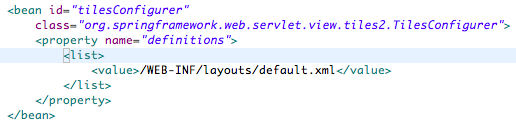 <bean id="tilesConfigurer"
class="org.springframework.web.servlet.view.tiles2.TilesConfigurer">
<property name="definitions">
<list>
<value>/WEB-INF/layouts/default.xml</value>
</list>
</property>
</bean>